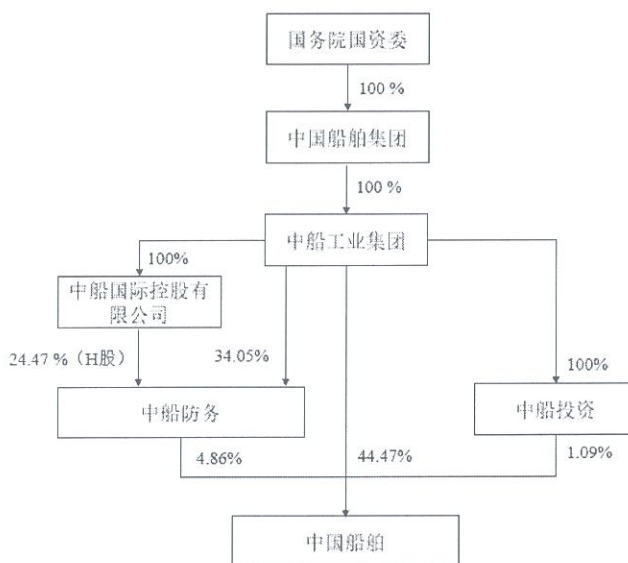 国务院国资委
100 %
中国船舶集团
100 %
中船工业集团
100%
中船国际控股有
限公司
24.47 %（H股）
34.05%
100%
中船防务
中船投资
4.86%
44.47%
1.09%
中国船舶